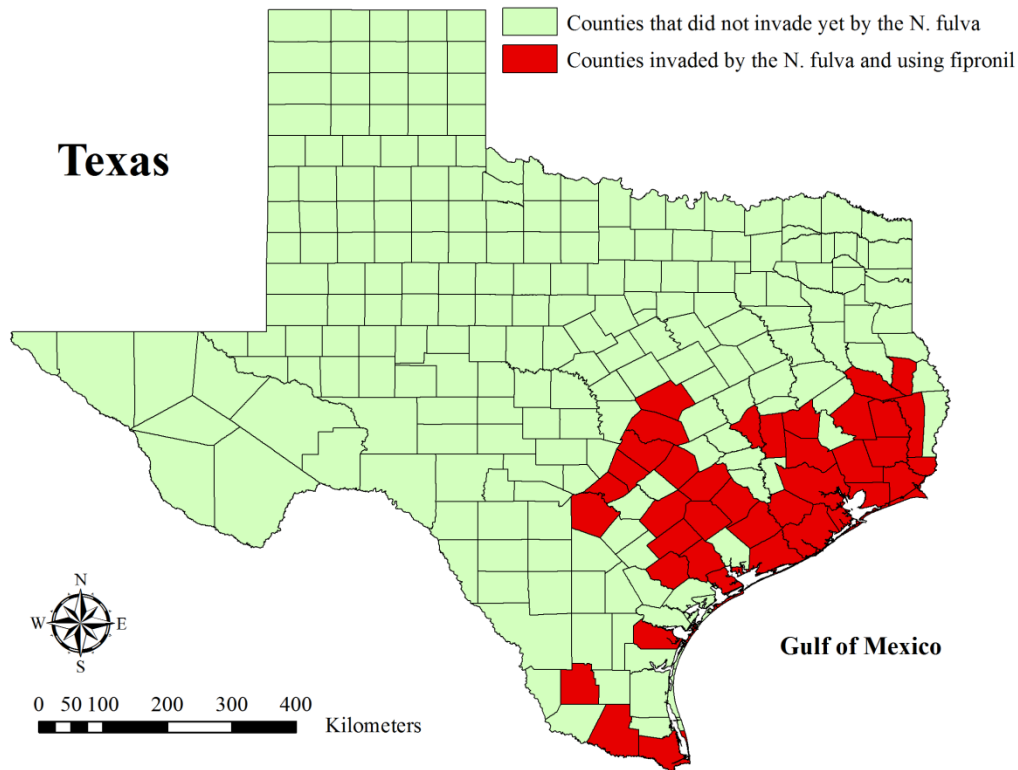 Counties that did not invade yet by the N. fulva
Counties invaded by the N. fulva and using fipronil
Texas
N
W E
S
Gulf of Mexico
0 50 100 200 300 400
Kilometers